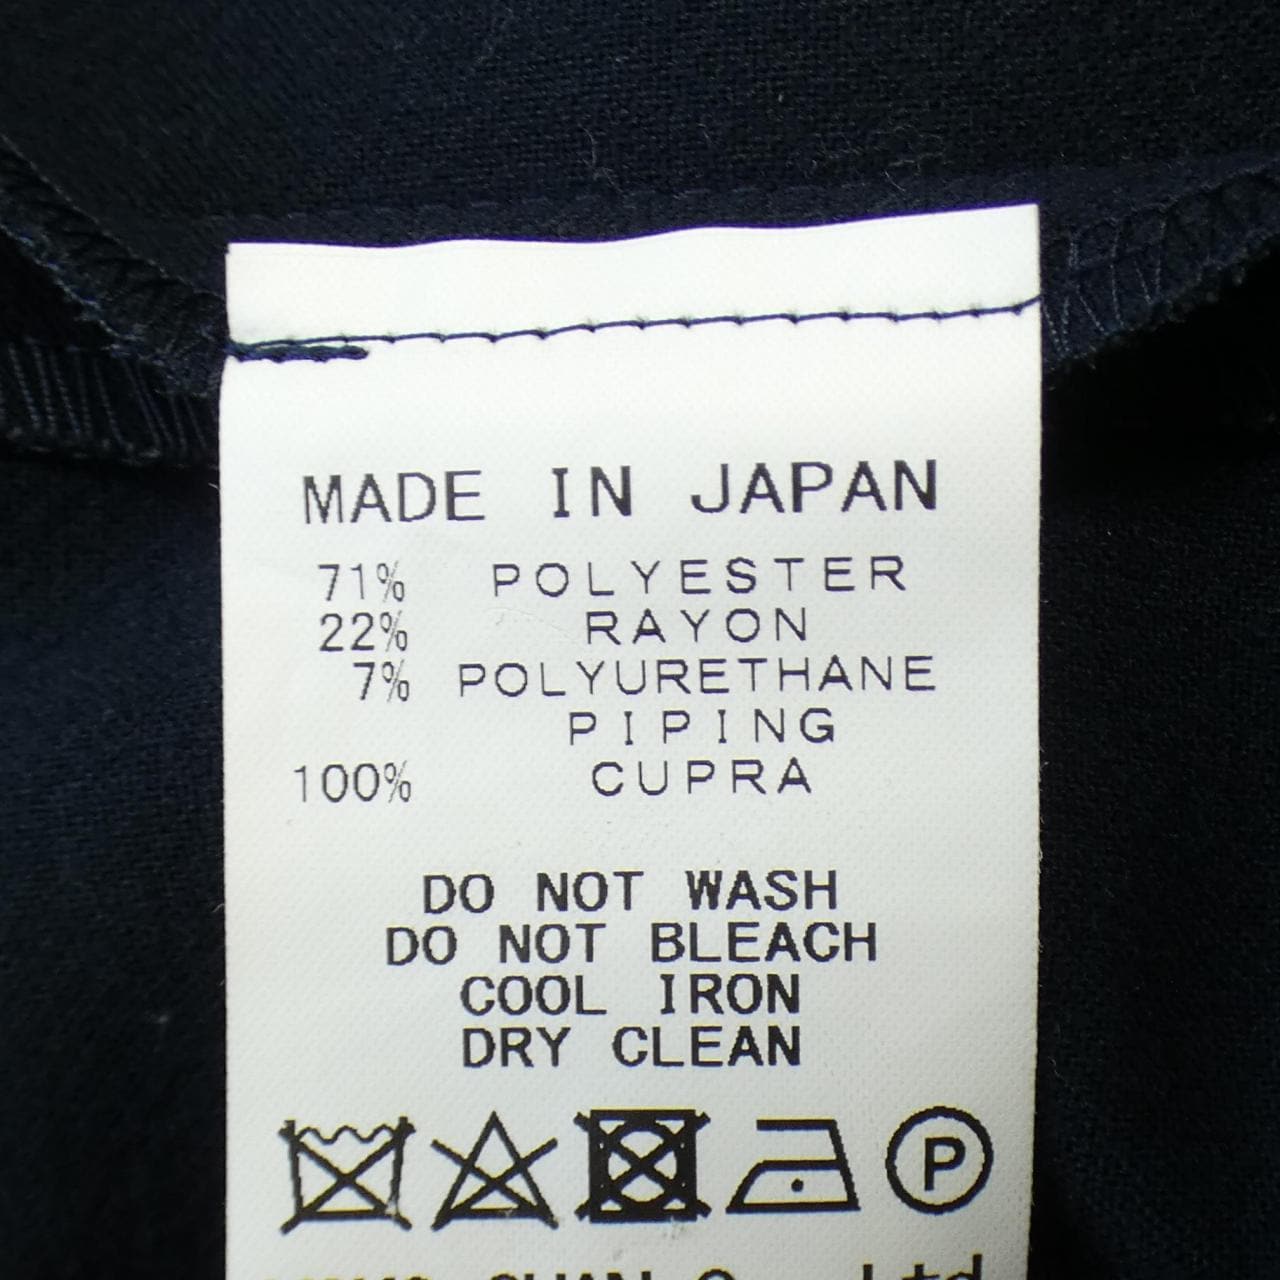 MADE IN JAPAN
71% POLYESTER
22% RAYON
7% POLYURETHANE
PIPING
100% CUPRA
DO NOT WASH
DO NOT BLEACH
COOL IRON
DRY CLEAN
P
Ltd